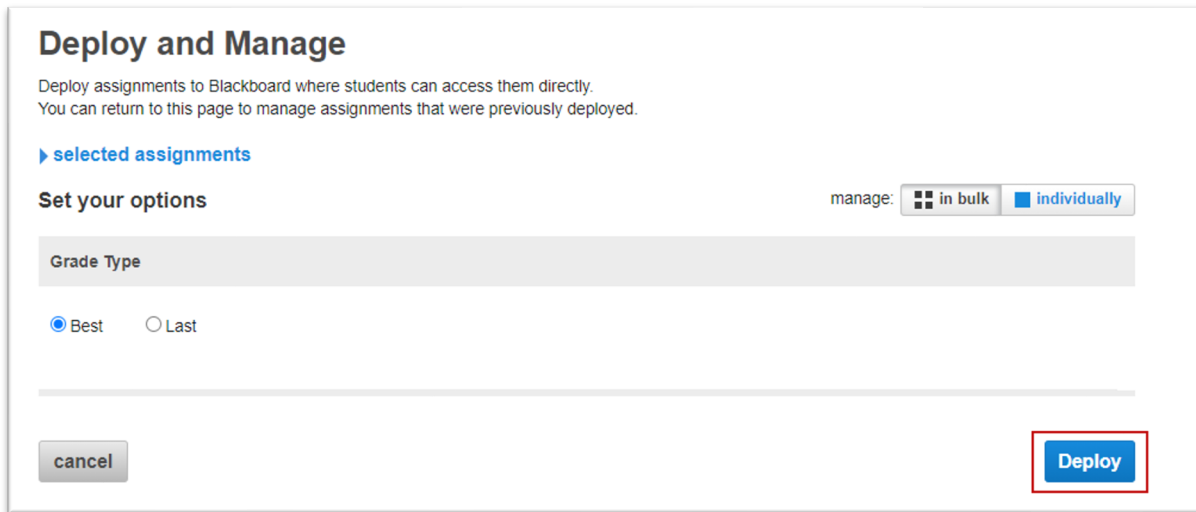 Deploy and Manage
Deploy assignments to Blackboard where students can access them directly.
You can return to this page to manage assignments that were previously deployed.
selected assignments
Set your options
manage: in bulk individually
Grade Type
Best Last
cancel Deploy